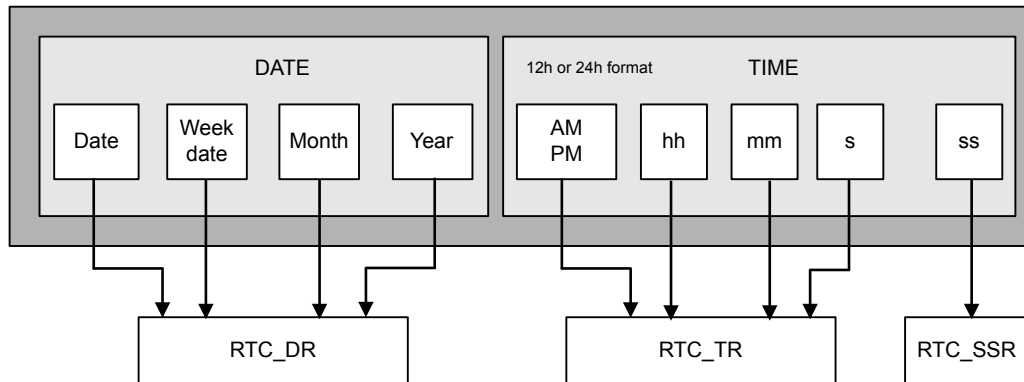 DATE
12h or 24h format
TIME
Date
Week
date
Month
Year
AM
PM
hh
mm
s
ss
RTC_DR
RTC_TR
RTC_SSR